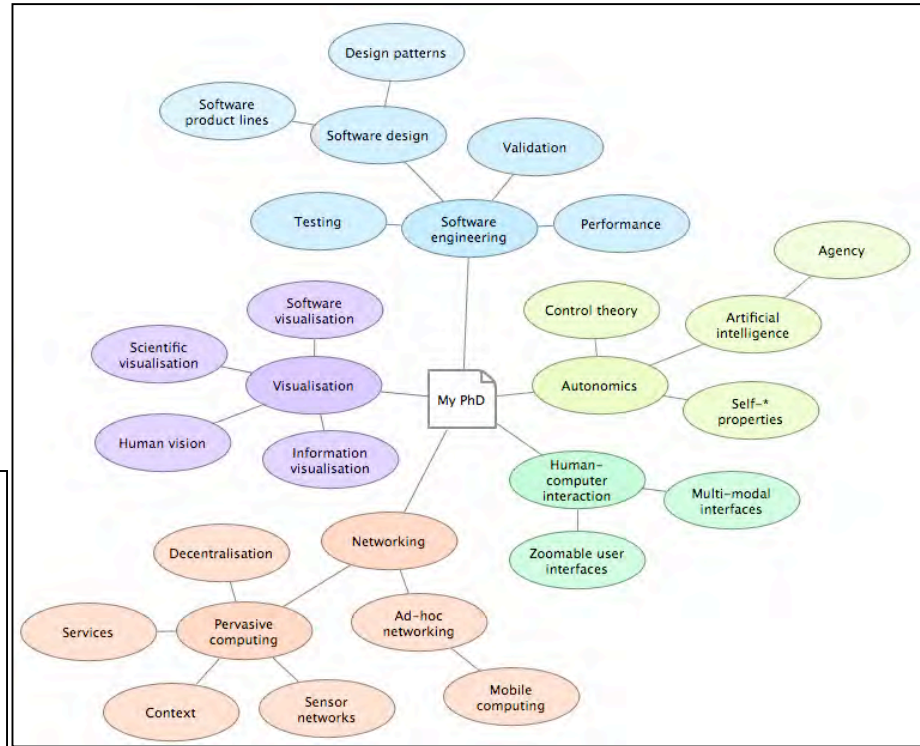 Design patterns
Software
product lines
Software design
Validation
Testing
Software
engineering
Performance
Agency
Software
visualisation
Control theory
Artificial
intelligence
Scientific
visualisation
Visualisation
My PhD
Autonomics
Self-*
properties
Human vision
Information
visualisation
Human-
computer
interaction
Multi-modal
interfaces
Networking
Decentralisation
Zoomable user
interfaces
Services
Pervasive
computing
Ad-hoc
networking
Context
Sensor
networks
Mobile
computing